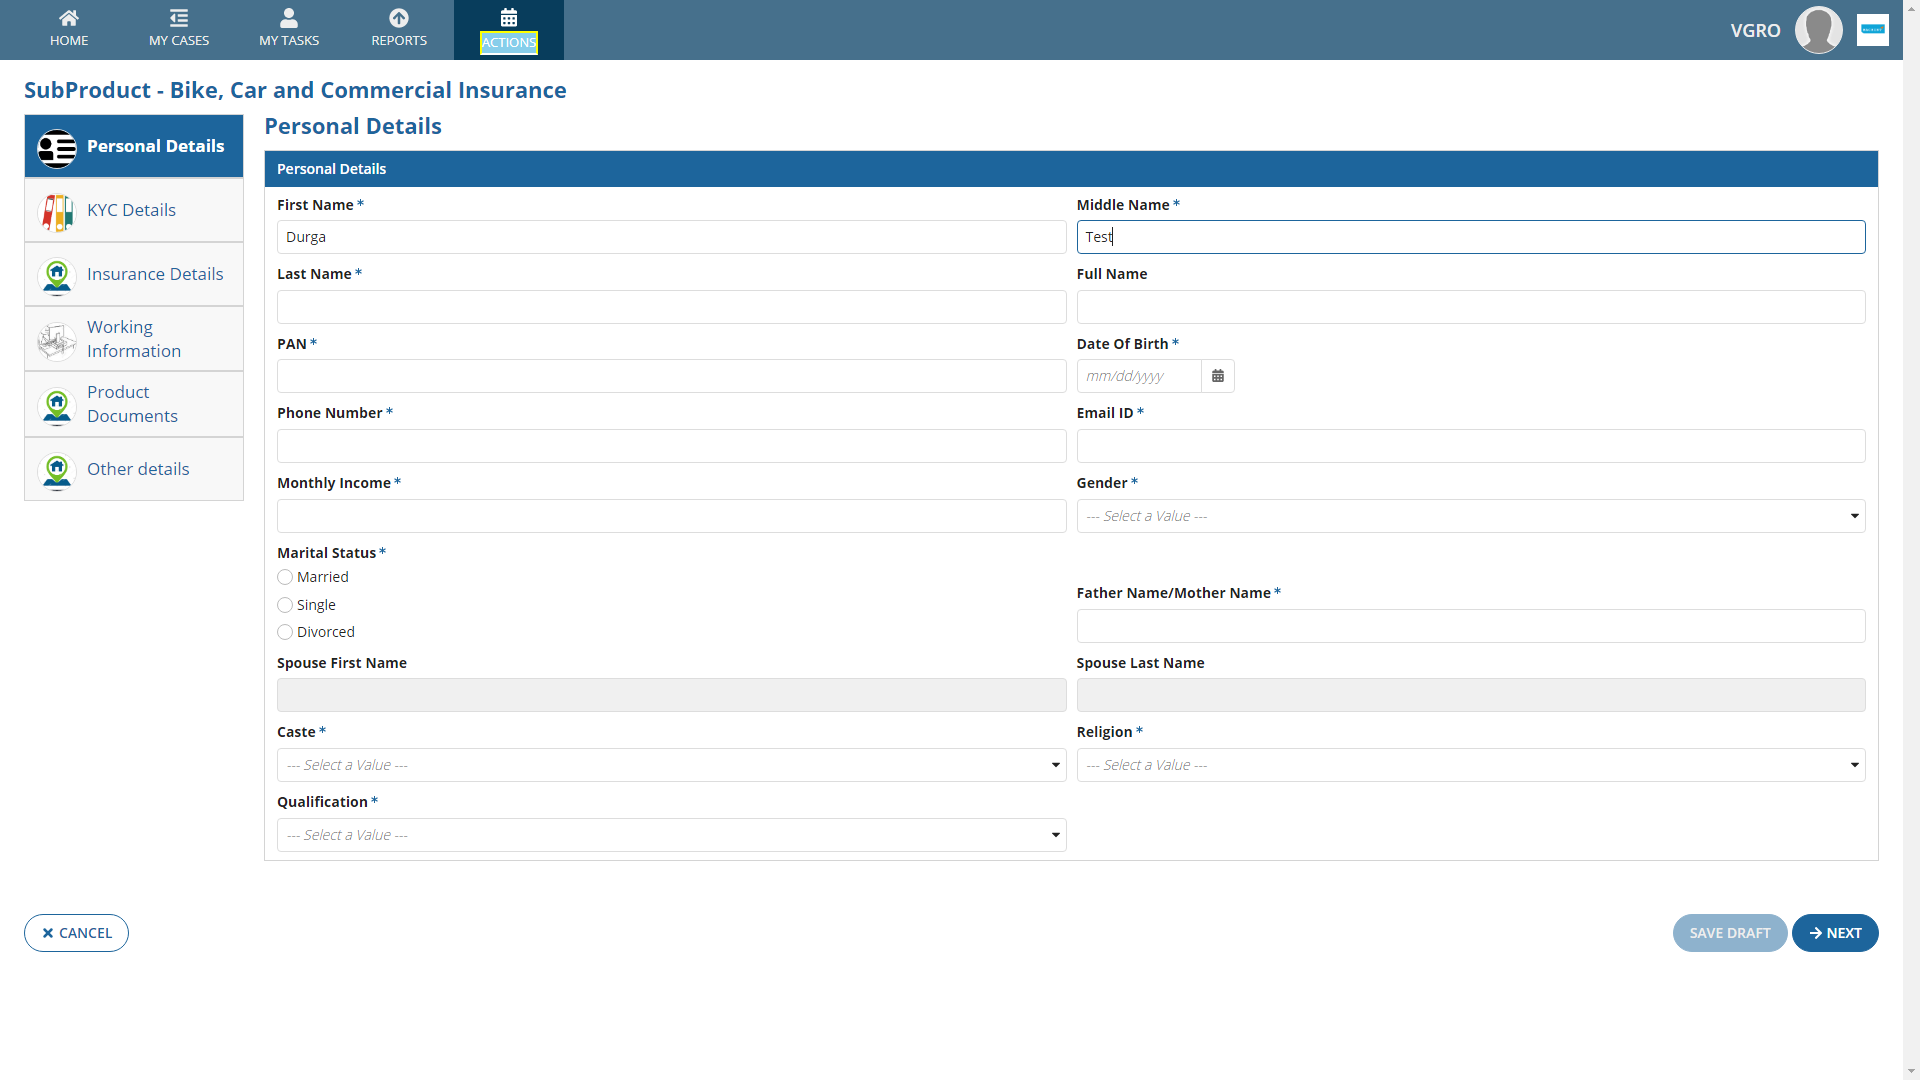 HOME
MY CASES
MY TASKS
REPORTS
ACTIONS
VGRO
SubProduct - Bike, Car and Commercial Insurance
Personal Details
KYC Details
Insurance Details
Working
Information
Product
Documents
Other details
Personal Details
Personal Details
First Name *
Middle Name *
Durga
Test
Last Name *
Full Name
PAN *
Date Of Birth *
mm/dd/yyyy
Phone Number *
Email ID *
Monthly Income *
Gender *
--- Select a Value ---
Marital Status *
Married
Single
Divorced
Father Name/Mother Name *
Spouse First Name
Spouse Last Name
Caste *
Religion *
--- Select a Value ---
--- Select a Value ---
Qualification *
--- Select a Value ---
CANCEL
SAVE DRAFT
NEXT